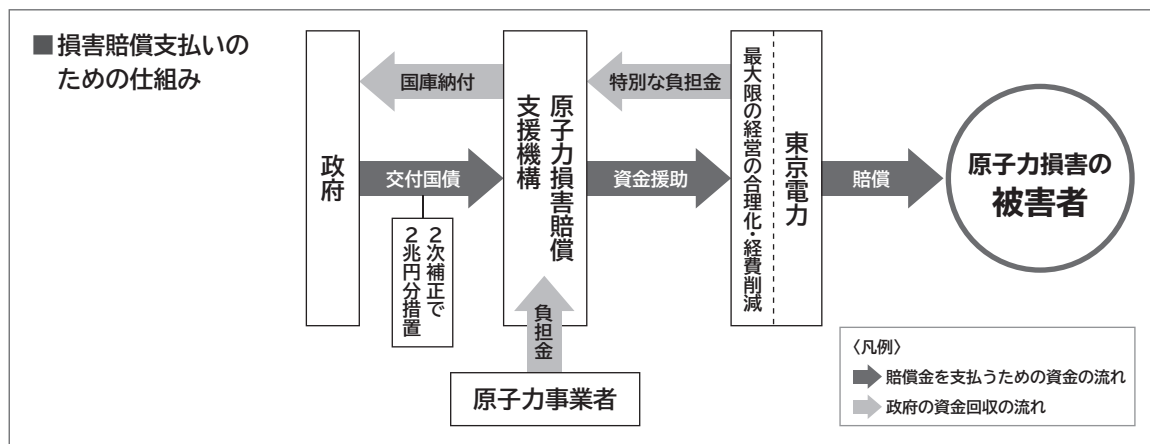 ■損害賠償支払いの
ための仕組み
政府
国庫納付
交付国債
2次補正で
2兆円分措置
原子力損害賠償
支援機構
負担金
原子力事業者
特別な負担金
資金援助
最大限の経営の合理化・経費削減
東京電力
賠償
原子力損害の
被害者
〈凡例〉
賠償金を支払うための資金の流れ
政府の資金回収の流れ